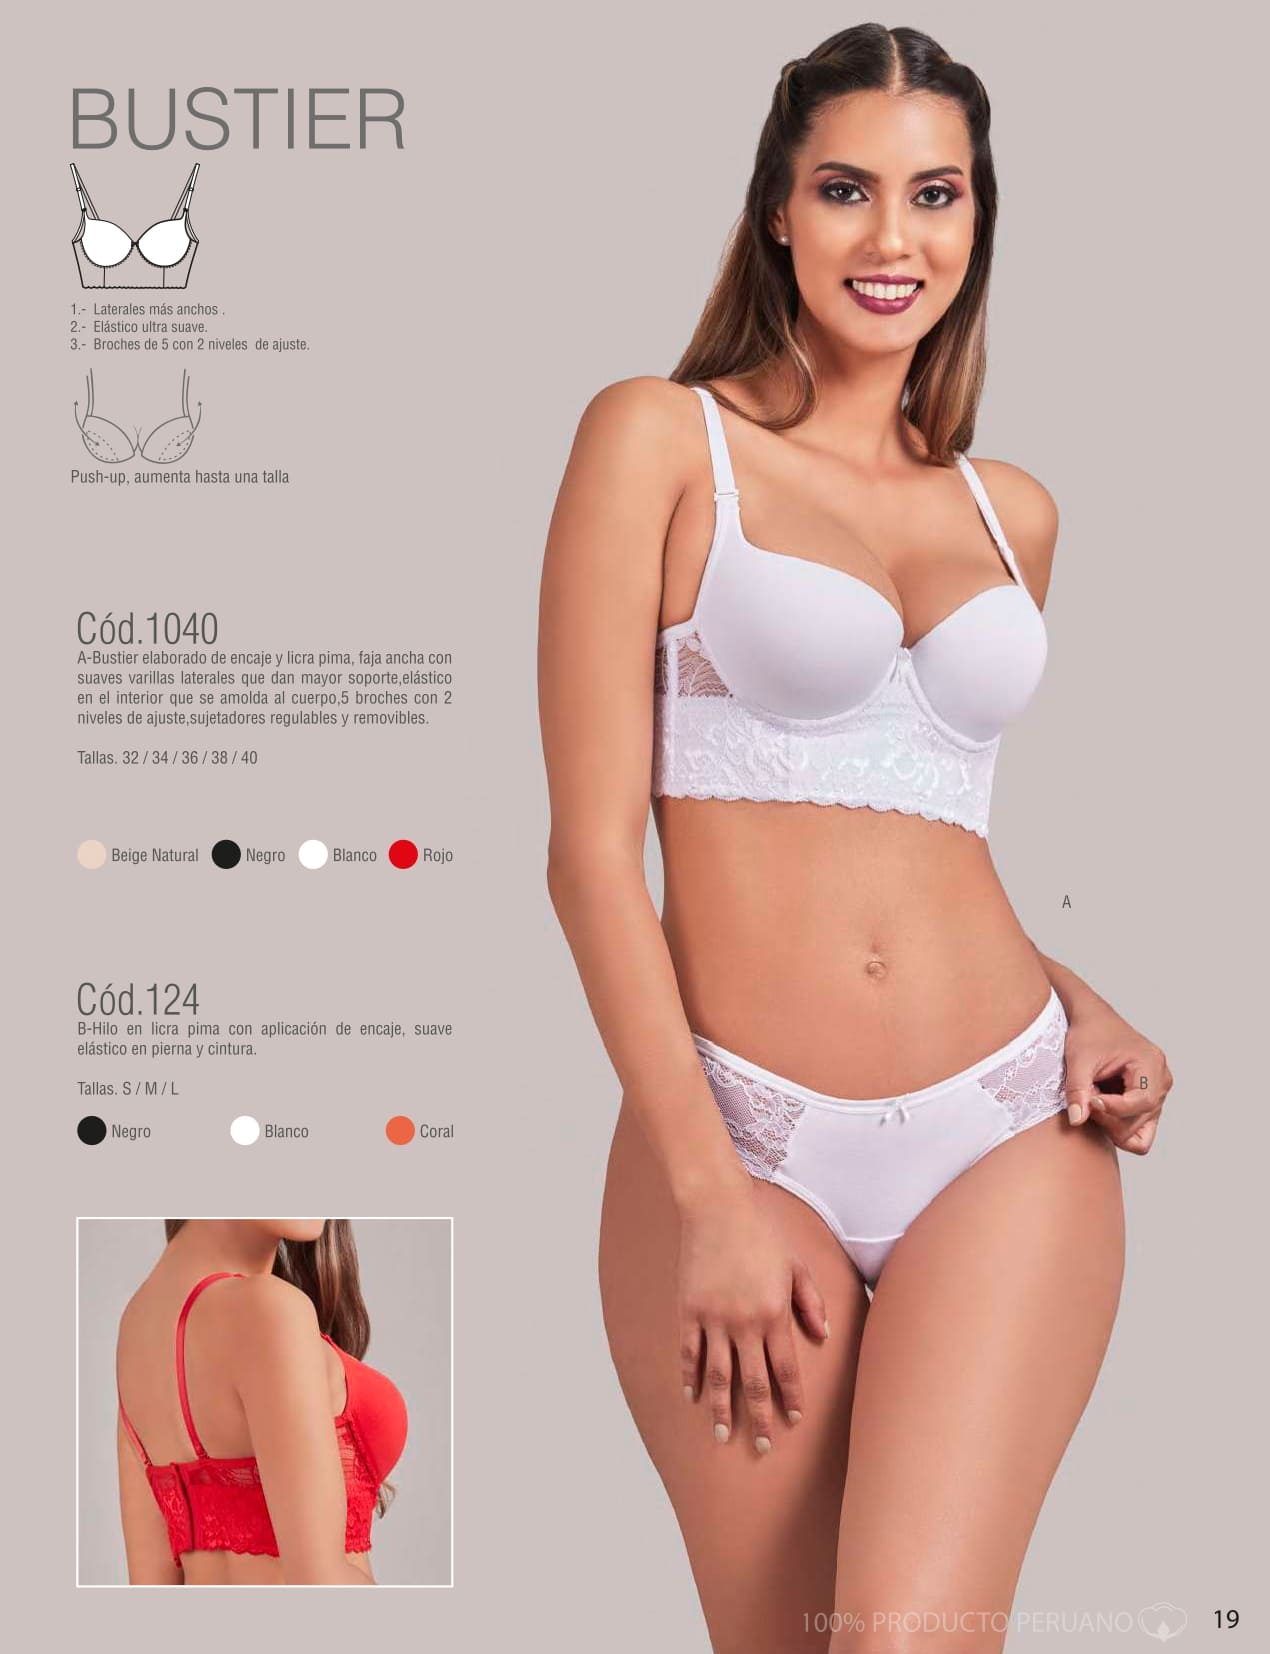 BUSTIER
1.- Laterales más anchos .
2.- Elástico ultra suave.
3.- Broches de 5 con 2 niveles de ajuste.
Push-up, aumenta hasta una talla
Cód.1040
A-Bustier elaborado de encaje y licra pima, faja ancha con
suaves varillas laterales que dan mayor soporte,elástico
en el interior que se amolda al cuerpo,5 broches con 2
niveles de ajuste,sujetadores regulables y removibles.
Tallas. 32 / 34 / 36 / 38 / 40
Beige Natural Negro Blanco Rojo
A
Cód.124
B-Hilo en licra pima con aplicación de encaje, suave
elástico en pierna y cintura.
B
Tallas. S / M / L
Negro Blanco Coral
100% PRODUCTO PERUANO 19